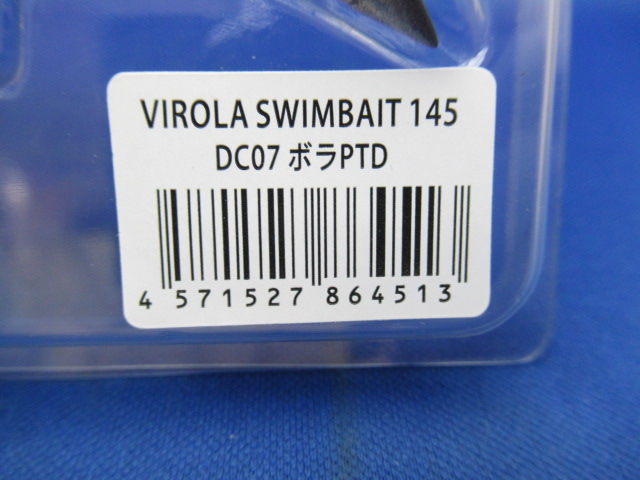 VIROLA SWIMBAIT 145
DC07 ボラPTD
4 571527 864513